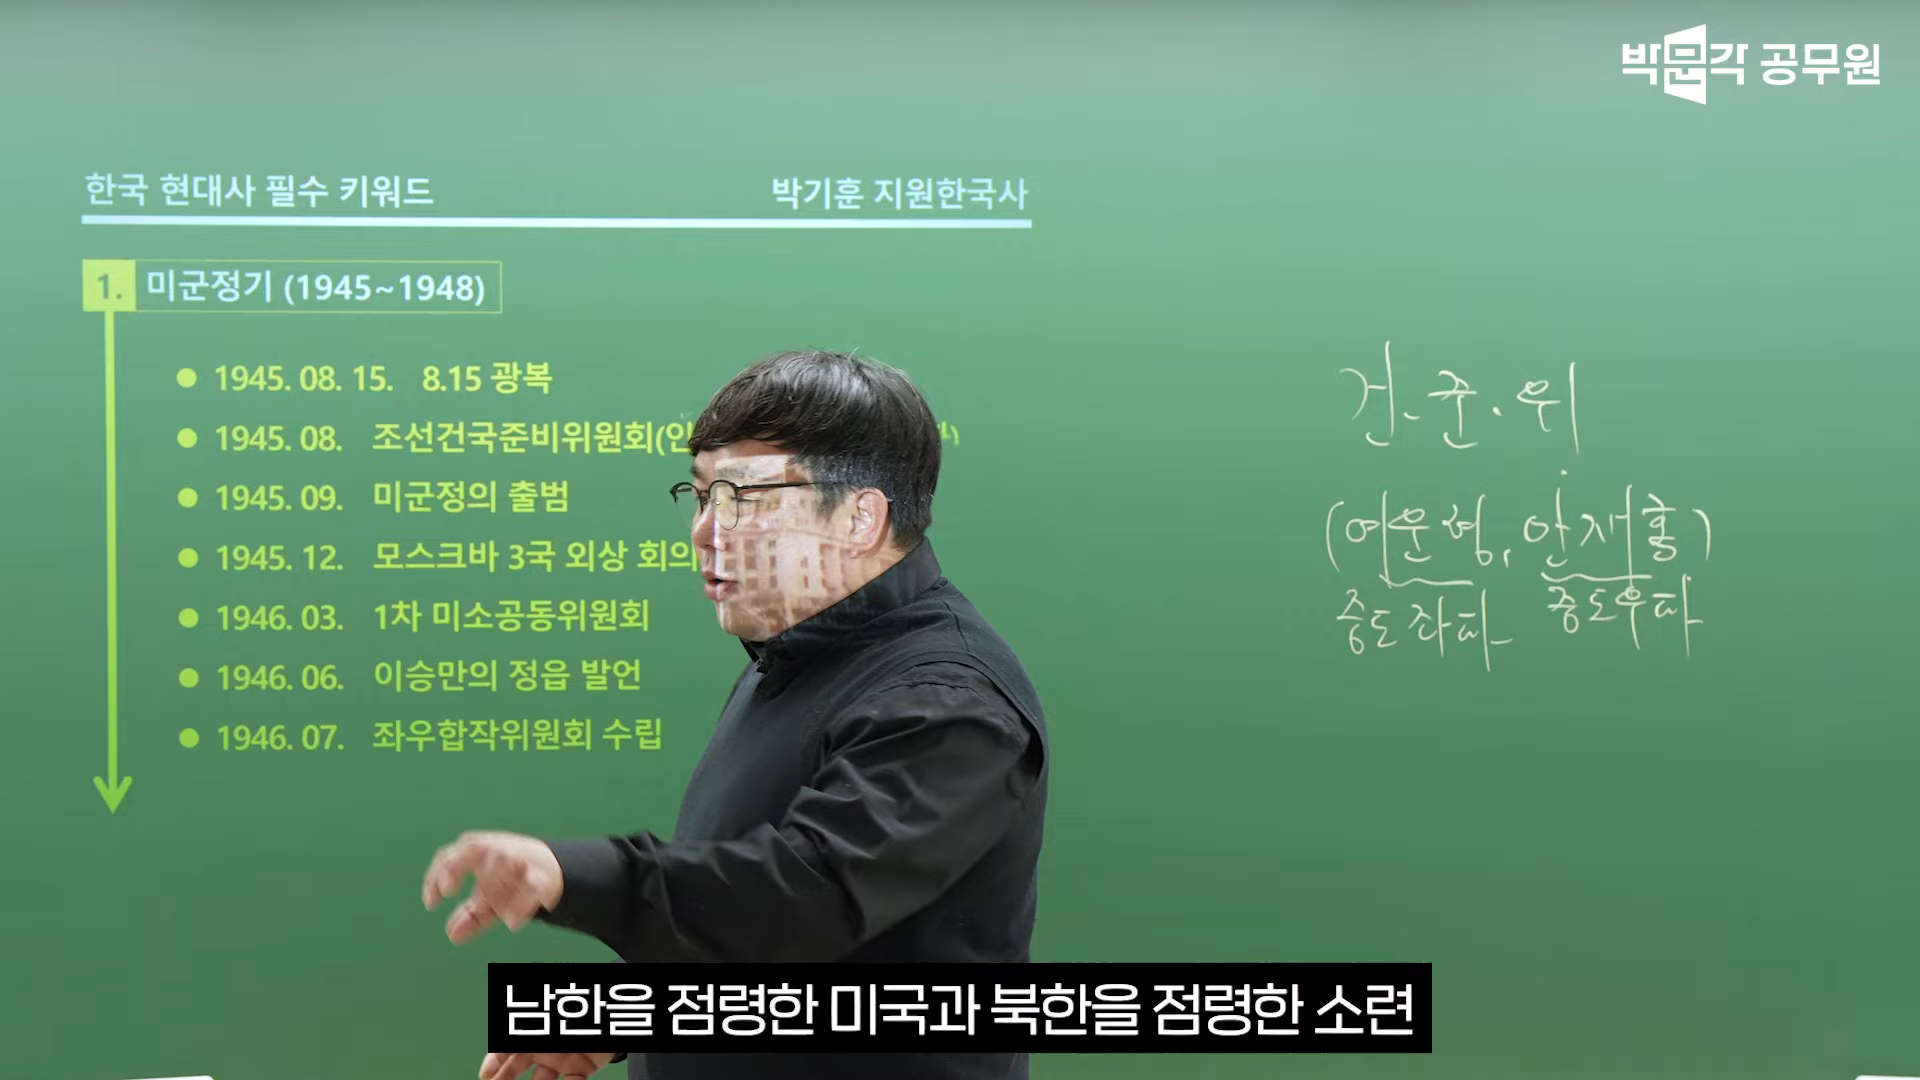 박문각 공무원
한국 현대사 필수 키워드 박기훈 지원한국사
1. 미군정기 (1945~1948)
● 1945. 08. 15. 8.15 광복
● 1945. 08. 조선건국준비위원회(인
● 1945. 09. 미군정의 출범
● 1945. 12. 모스크바 3국 외상 회의
● 1946. 03. 1차 미소공동위원회
● 1946. 06. 이승만의 정읍 발언
● 1946. 07. 좌우합작위원회 수립
건·준·위
(여운형, 안재홍)
중도좌파 중도우파
남한을 점령한 미국과 북한을 점령한 소련